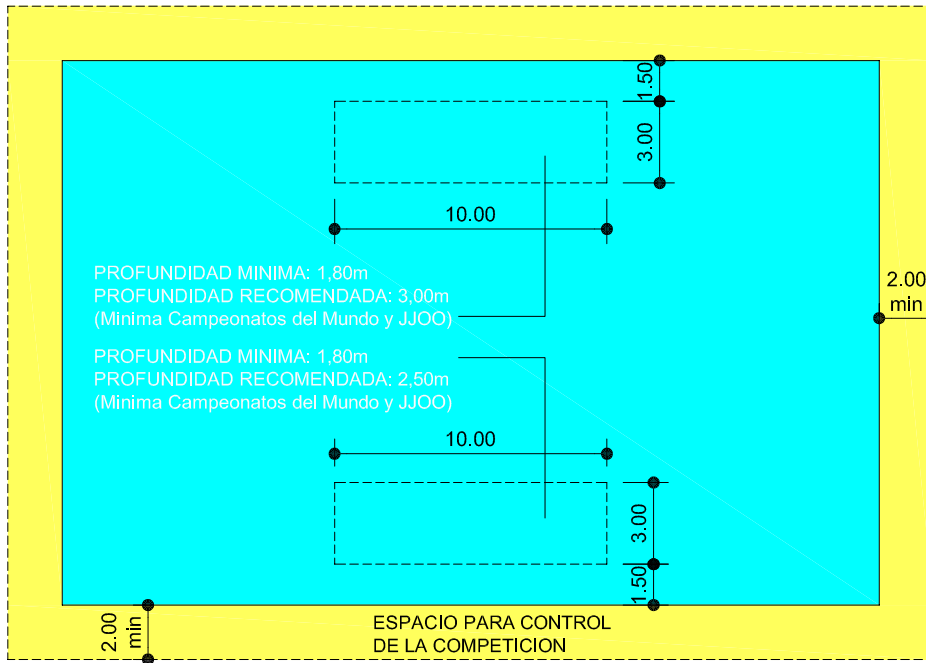 1.50
3.00
10.00
PROFUNDIDAD MINIMA: 1,80m
PROFUNDIDAD RECOMENDADA: 3,00m
(Minima Campeonatos del Mundo y JJOO)
2.00
min
PROFUNDIDAD MINIMA: 1,80m
PROFUNDIDAD RECOMENDADA: 2,50m
(Minima Campeonatos del Mundo y JJOO)
10.00
3.00
1.50
2.00
min
ESPACIO PARA CONTROL
DE LA COMPETICION